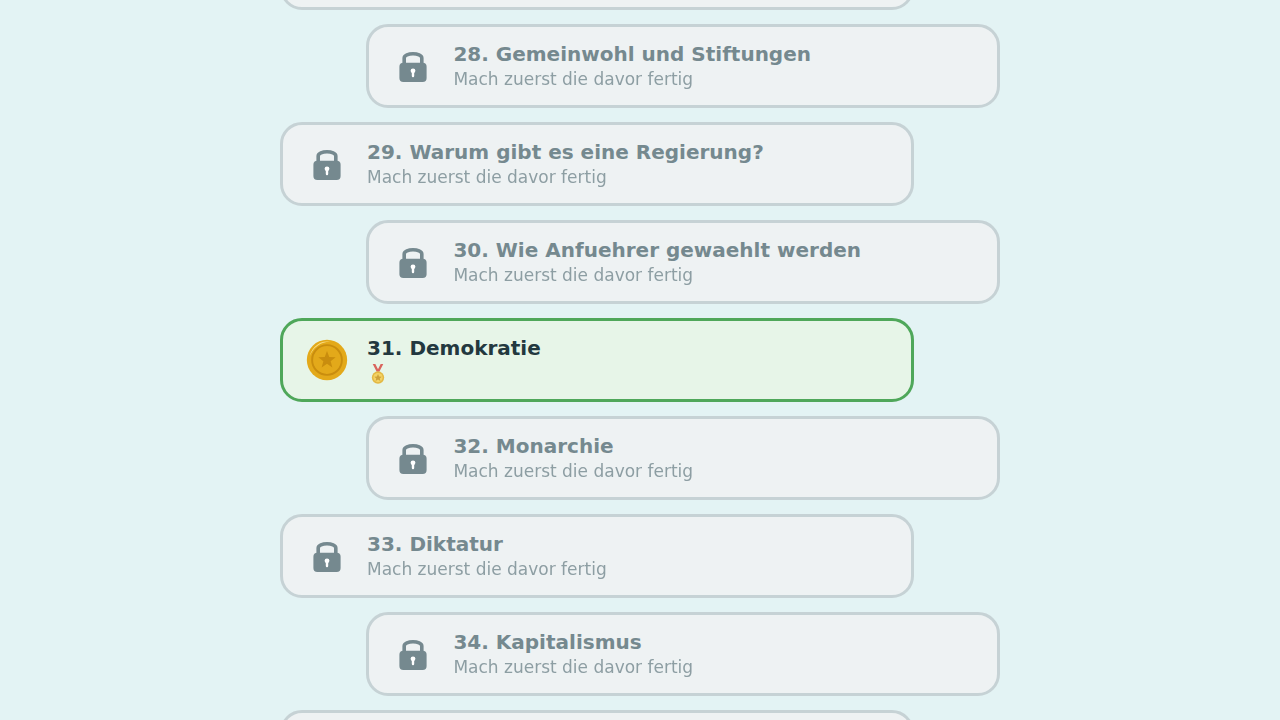 28. Gemeinwohl und Stiftungen
Mach zuerst die davor fertig
29. Warum gibt es eine Regierung?
Mach zuerst die davor fertig
30. Wie Anfuehrer gewaehlt werden
Mach zuerst die davor fertig
31. Demokratie
32. Monarchie
Mach zuerst die davor fertig
33. Diktatur
Mach zuerst die davor fertig
34. Kapitalismus
Mach zuerst die davor fertig